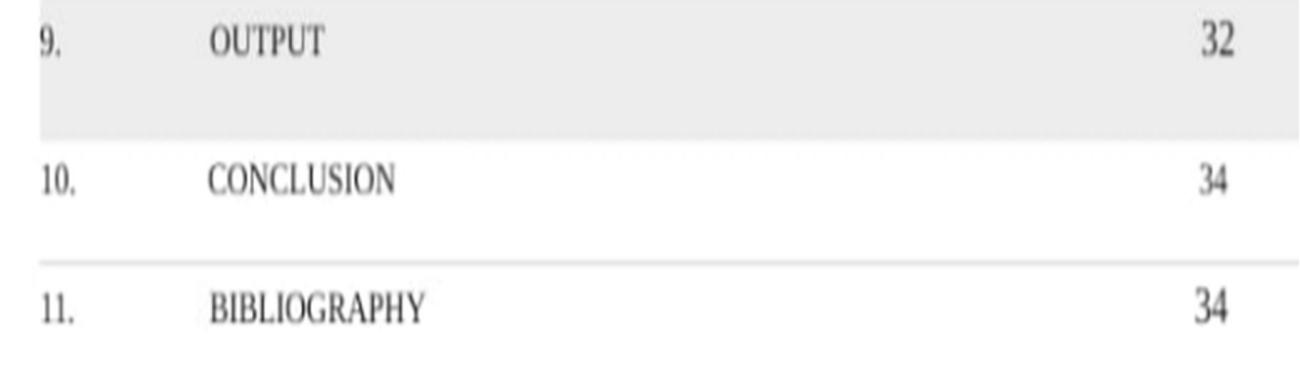 9. OUTPUT 32
10. CONCLUSION 34
11. BIBLIOGRAPHY 34